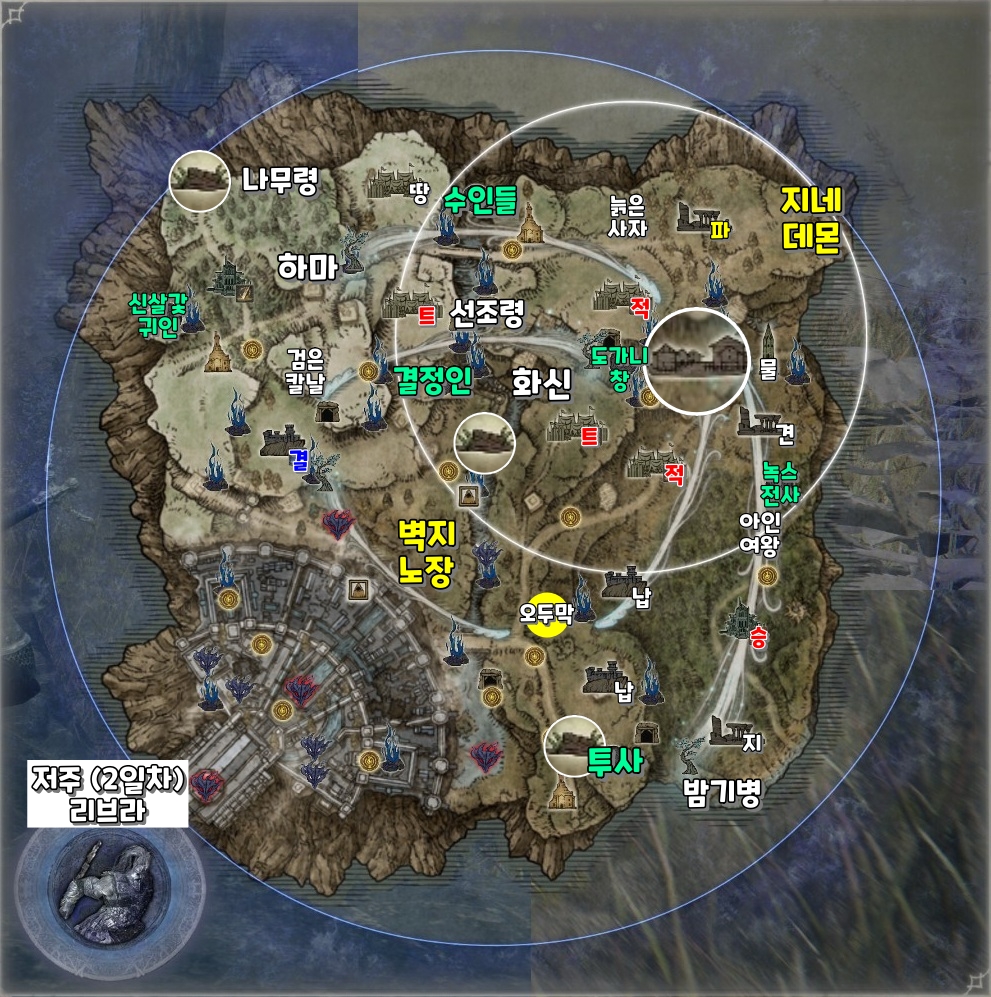 나무령
땅
수인들
늙은
사자
파
지네
데몬
하마
신살갗
귀인
트
선조령
적
검은
칼날
결정인
화신
도가니
창
물
트
견
결
적
녹스
전사
벽지
노장
아인
여왕
납
오두막
승
납
투사
지
밤기병
저주 (2일차)
리브라